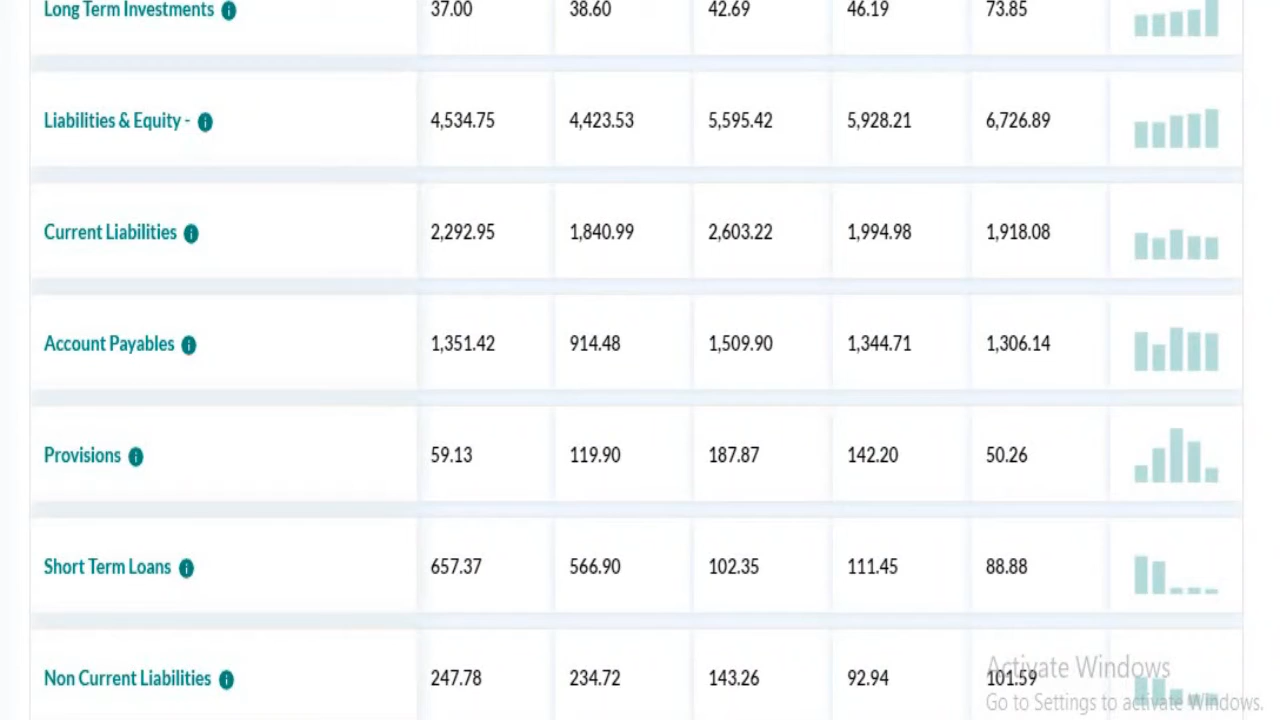 Long Term Investments 37.00 38.60 42.69 46.19 73.85
Liabilities & Equity - 4,534.75 4,423.53 5,595.42 5,928.21 6,726.89
Current Liabilities 2,292.95 1,840.99 2,603.22 1,994.98 1,918.08
Account Payables 1,351.42 914.48 1,509.90 1,344.71 1,306.14
Provisions 59.13 119.90 187.87 142.20 50.26
Short Term Loans 657.37 566.90 102.35 111.45 88.88
Non Current Liabilities 247.78 234.72 143.26 92.94 101.59
Activate Windows
Go to Settings to activate Windows.